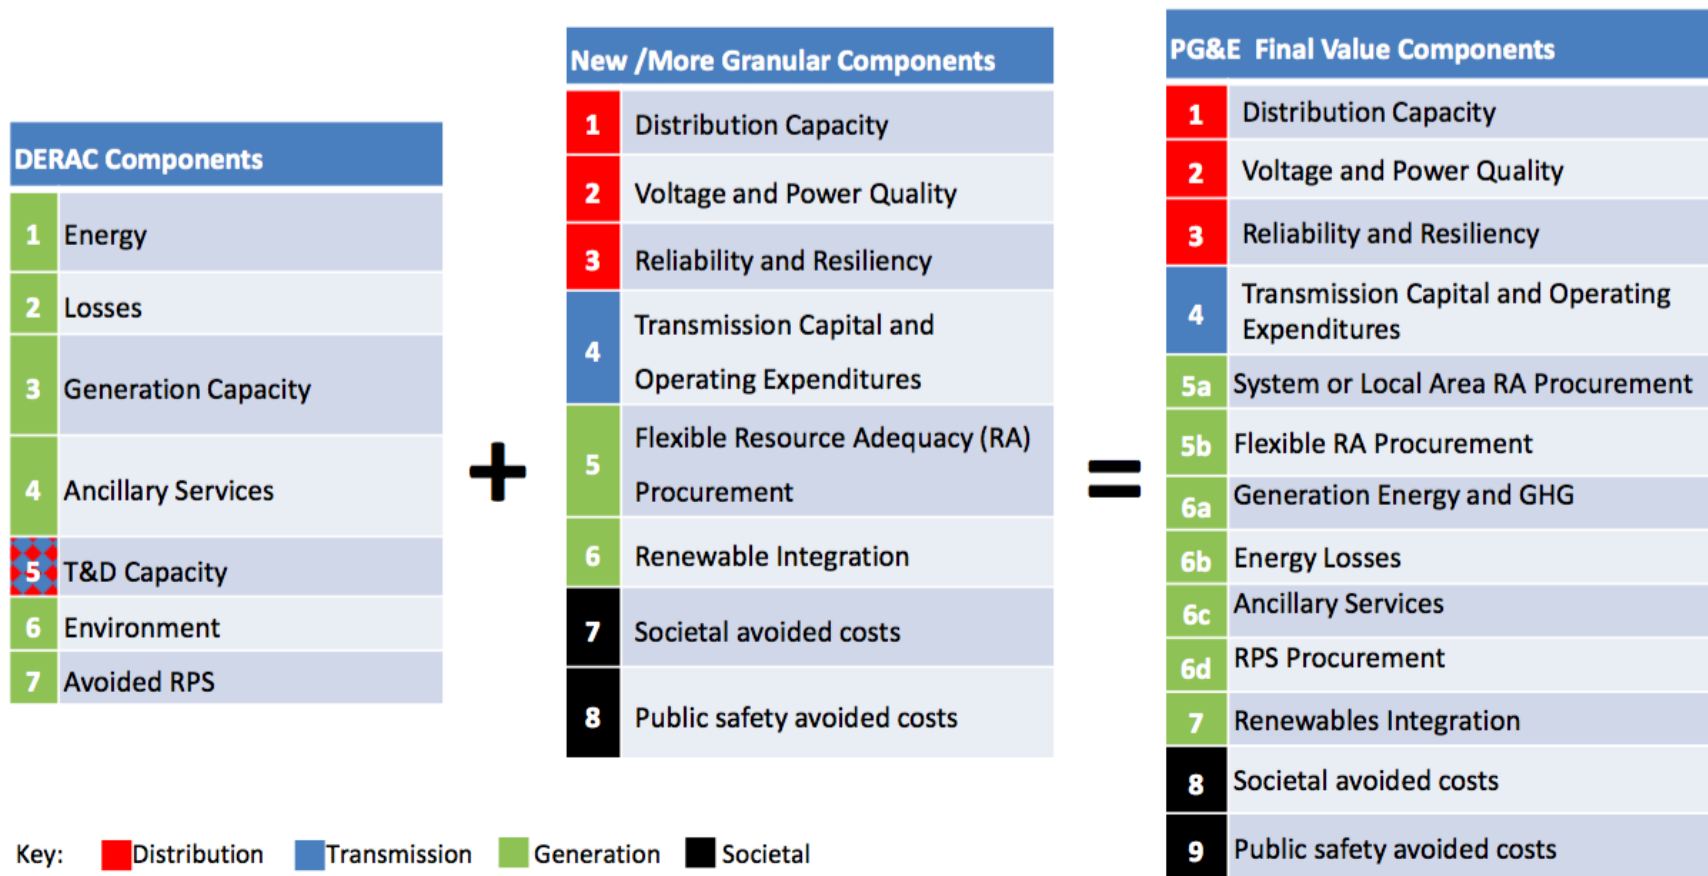 DERAC Components
1 Energy
2 Losses
3 Generation Capacity
4 Ancillary Services
5 T&D Capacity
6 Environment
7 Avoided RPS
+
New /More Granular Components
1 Distribution Capacity
2 Voltage and Power Quality
3 Reliability and Resiliency
4 Transmission Capital and
Operating Expenditures
5 Flexible Resource Adequacy (RA)
Procurement
6 Renewable Integration
7 Societal avoided costs
8 Public safety avoided costs
=
PG&E Final Value Components
1 Distribution Capacity
2 Voltage and Power Quality
3 Reliability and Resiliency
4 Transmission Capital and Operating
Expenditures
5a System or Local Area RA Procurement
5b Flexible RA Procurement
6a Generation Energy and GHG
6b Energy Losses
6c Ancillary Services
6d RPS Procurement
7 Renewables Integration
8 Societal avoided costs
9 Public safety avoided costs
Key: Distribution Transmission Generation Societal